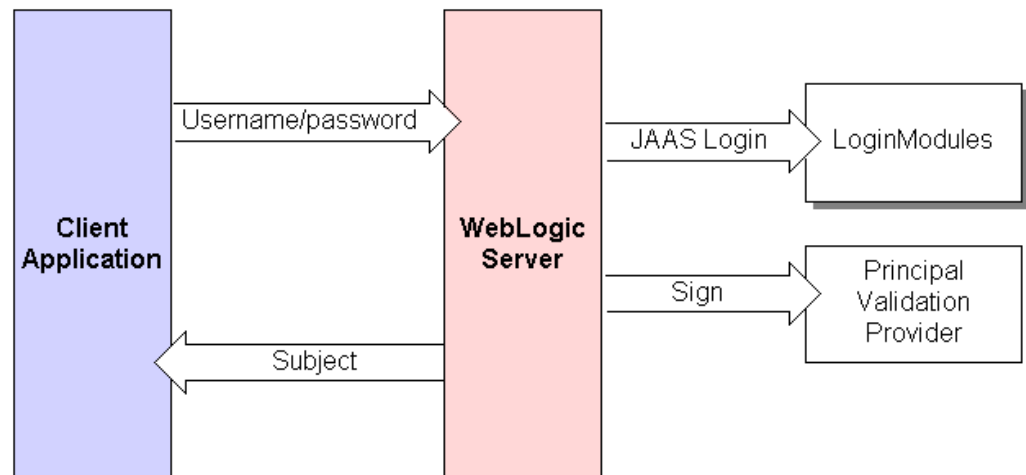 Username/password
JAAS Login
LoginModules
Client
Application
WebLogic
Server
Sign
Principal
Validation
Provider
Subject